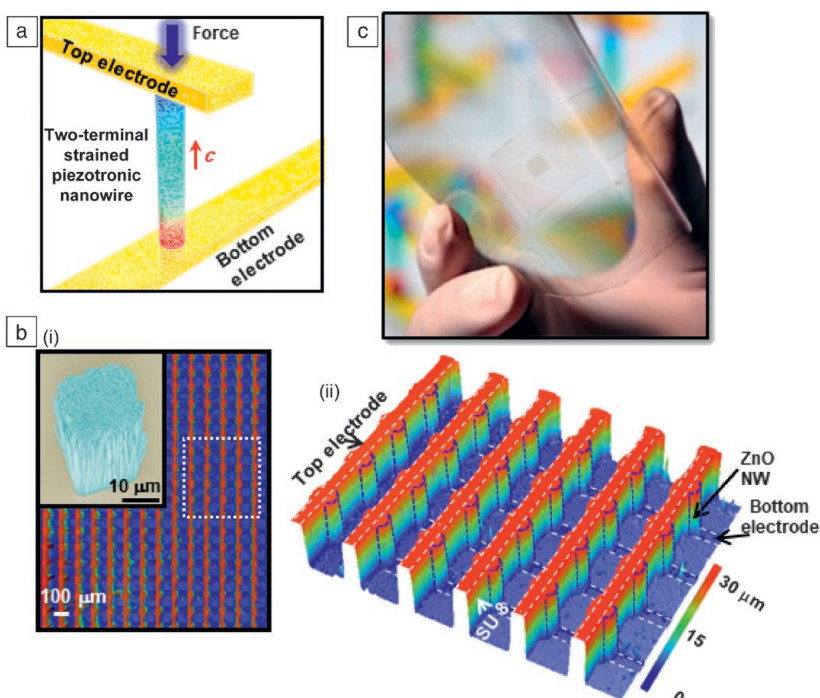 a
Force
Top electrode
Two-terminal
strained
piezotronic
nanowire
c
Bottom
electrode
c
b
(i)
10 μm
100 μm
(ii)
Top electrode
ZnO
NW
Bottom
electrode
SU 8
30 μm
15
0